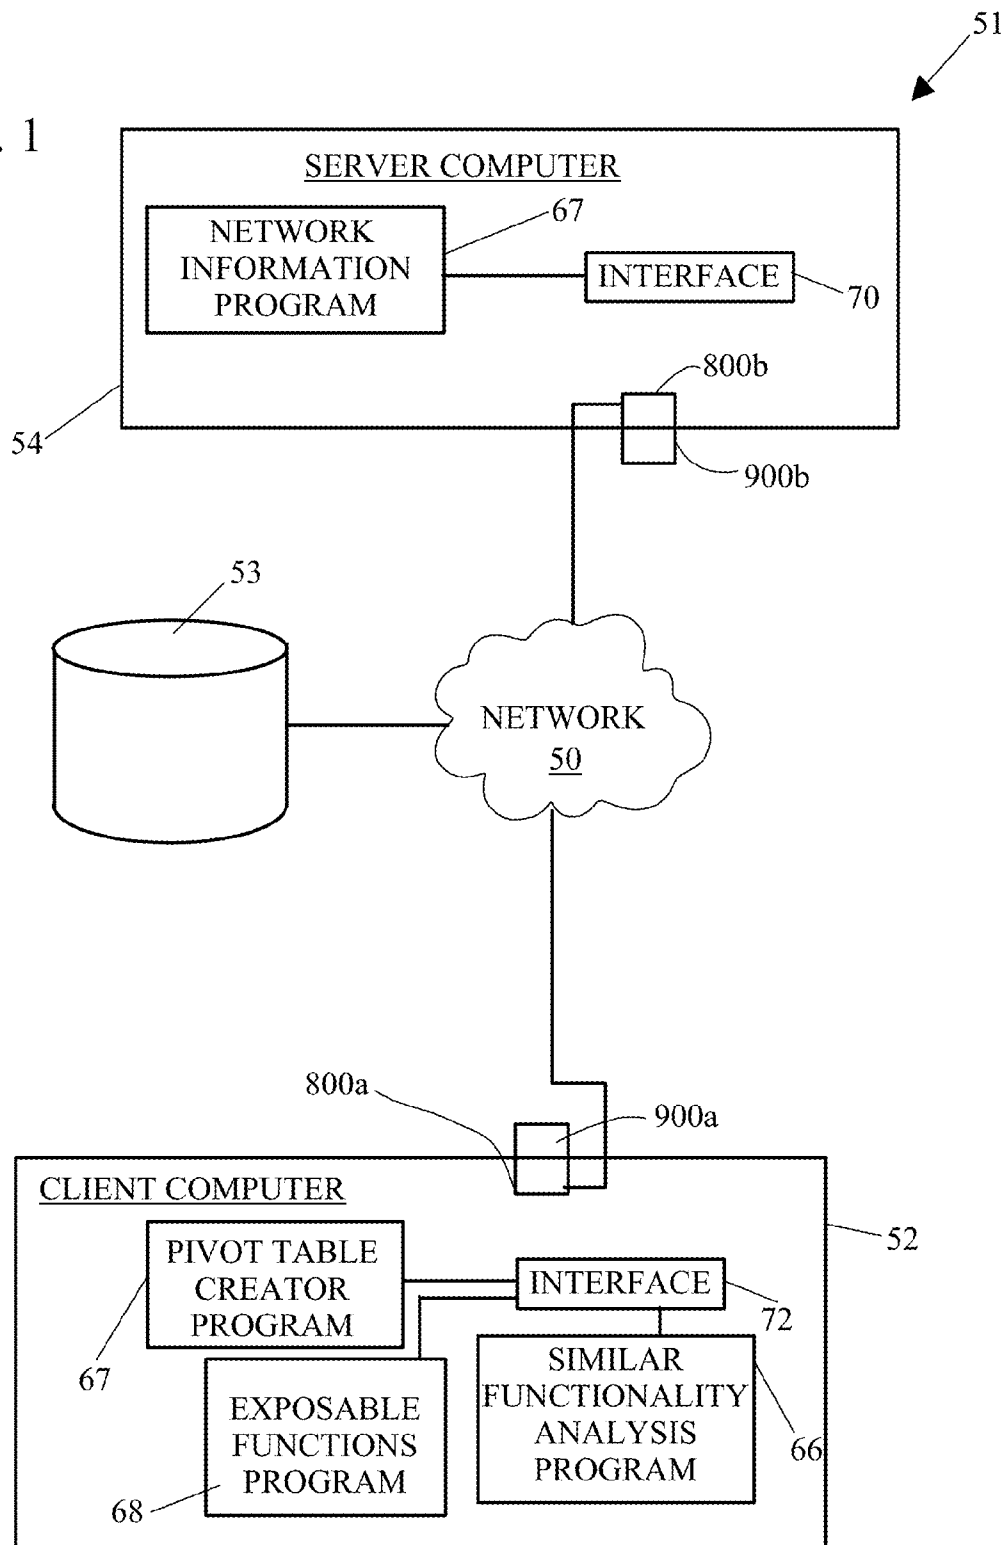 51
. 1
SERVER COMPUTER
67
NETWORK
INFORMATION
PROGRAM
INTERFACE
70
800b
54
900b
53
NETWORK
50
800a
900a
CLIENT COMPUTER
52
PIVOT TABLE
CREATOR
PROGRAM
INTERFACE
72
67
SIMILAR
FUNCTIONALITY
ANALYSIS
PROGRAM
EXPOSABLE
FUNCTIONS
PROGRAM
66
68